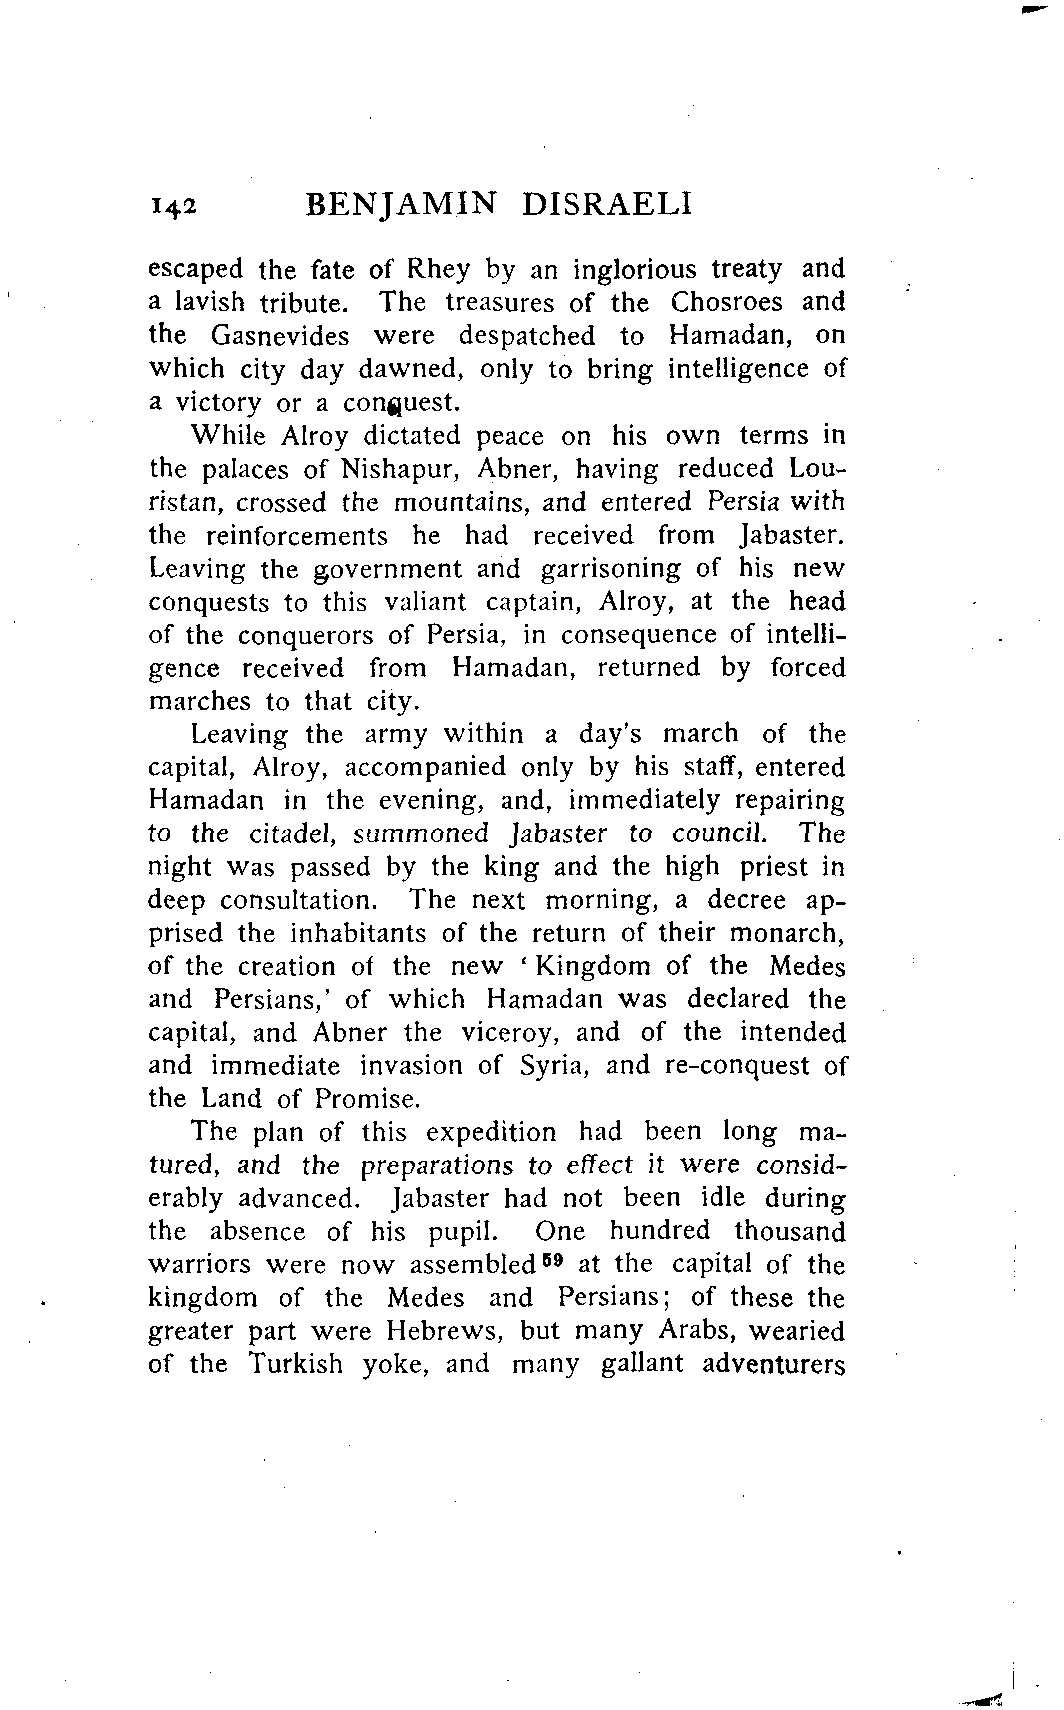 142 BENJAMIN DISRAELI
escaped the fate of Rhey by an inglorious treaty and
a lavish tribute. The treasures of the Chosroes and
the Gasnevides were despatched to Hamadan, on
which city day dawned, only to bring intelligence of
a victory or a conquest.
While Alroy dictated peace on his own terms in
the palaces of Nishapur, Abner, having reduced Lou-
ristan, crossed the mountains, and entered Persia with
the reinforcements he had received from Jabaster.
Leaving the government and garrisoning of his new
conquests to this valiant captain, Alroy, at the head
of the conquerors of Persia, in consequence of intelli-
gence received from Hamadan, returned by forced
marches to that city.
Leaving the army within a day's march of the
capital, Alroy, accompanied only by his staff, entered
Hamadan in the evening, and, immediately repairing
to the citadel, summoned Jabaster to council. The
night was passed by the king and the high priest in
deep consultation. The next morning, a decree ap-
prised the inhabitants of the return of their monarch,
of the creation of the new ‘Kingdom of the Medes
and Persians,’ of which Hamadan was declared the
capital, and Abner the viceroy, and of the intended
and immediate invasion of Syria, and re-conquest of
the Land of Promise.
The plan of this expedition had been long ma-
tured, and the preparations to effect it were consid-
erably advanced. Jabaster had not been idle during
the absence of his pupil. One hundred thousand
warriors were now assembled⁵⁹ at the capital of the
kingdom of the Medes and Persians; of these the
greater part were Hebrews, but many Arabs, wearied
of the Turkish yoke, and many gallant adventurers